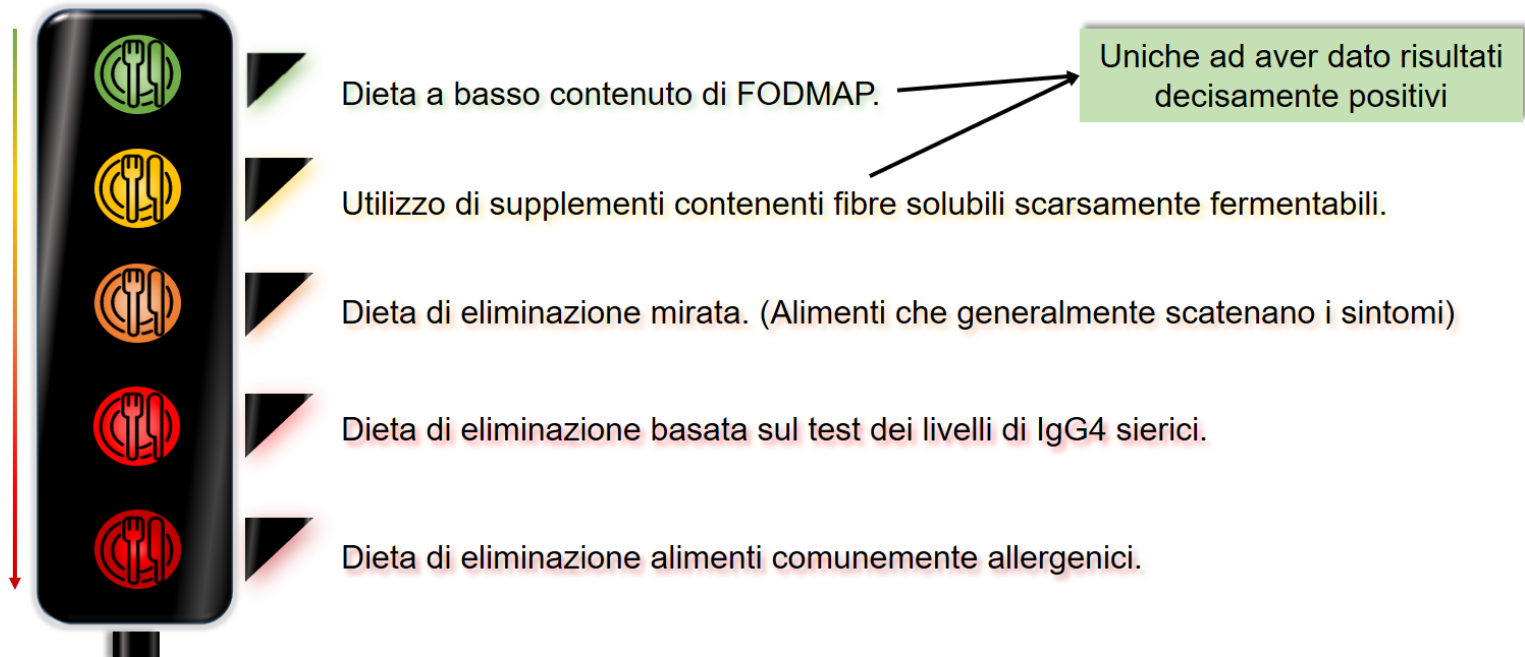 Uniche ad aver dato risultati
decisamente positivi
Dieta a basso contenuto di FODMAP.
Utilizzo di supplementi contenenti fibre solubili scarsamente fermentabili.
Dieta di eliminazione mirata. (Alimenti che generalmente scatenano i sintomi)
Dieta di eliminazione basata sul test dei livelli di IgG4 sierici.
Dieta di eliminazione alimenti comunemente allergenici.